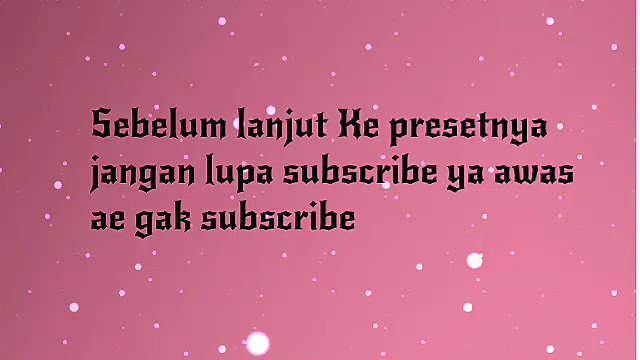 Sebelum lanjut Ke presetnya
jangan lupa subscribe ya awas
ae gak subscribe